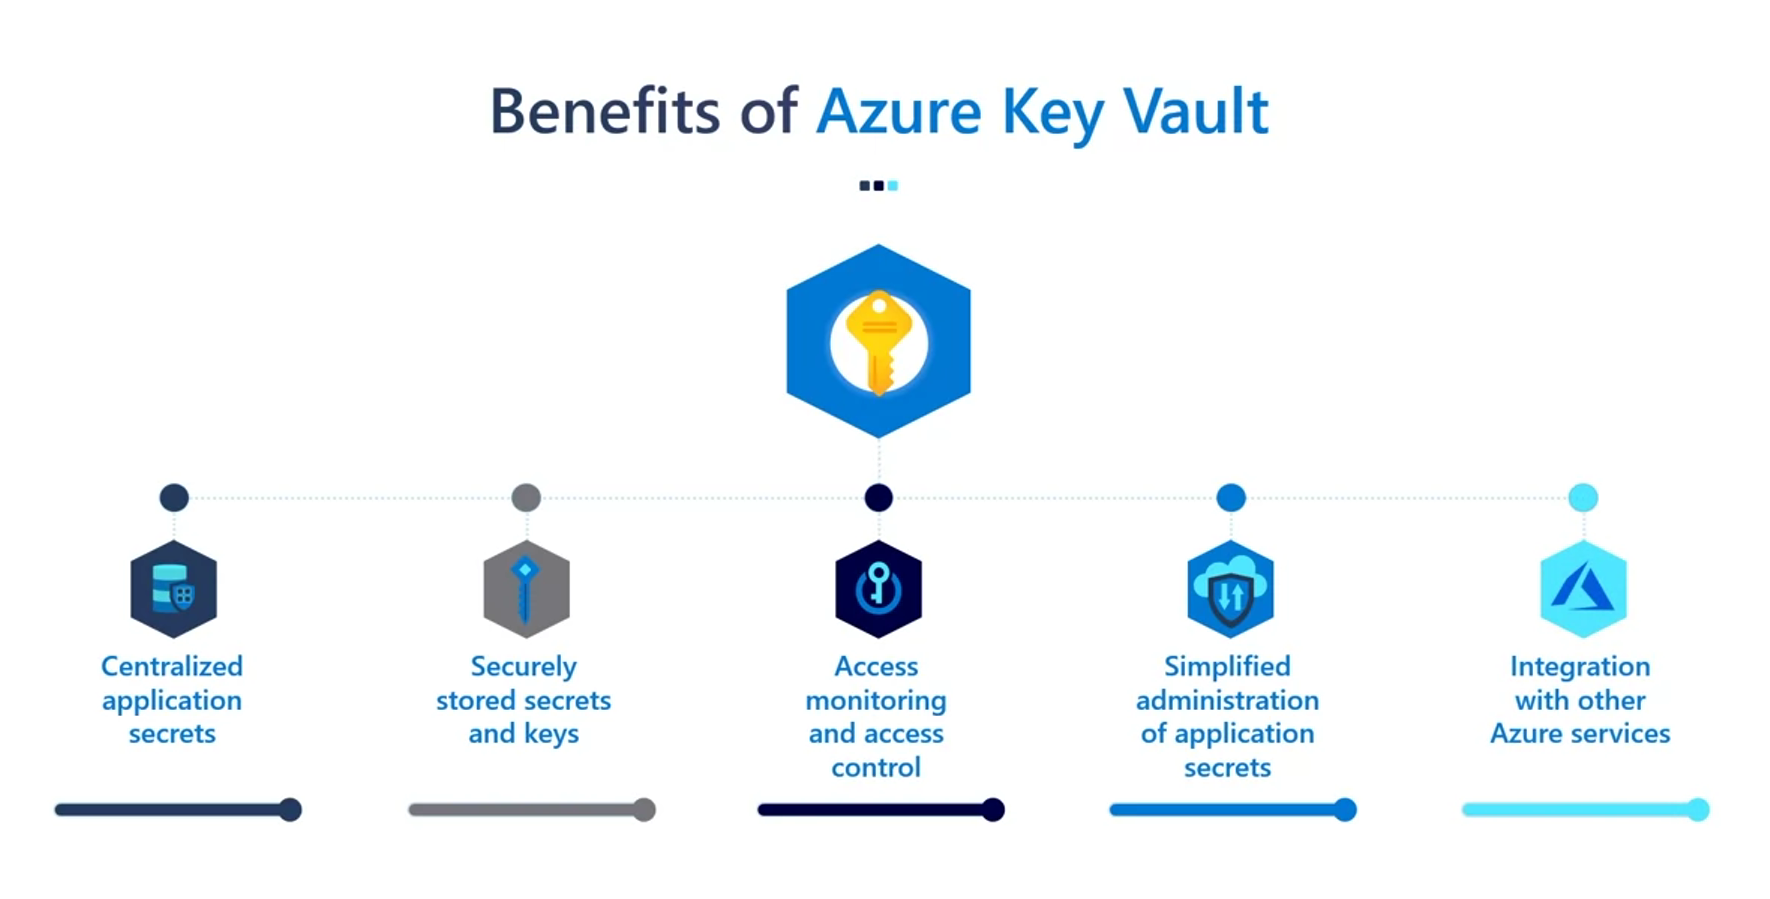 Benefits of Azure Key Vault
Centralized
application
secrets
Securely
stored secrets
and keys
Access
monitoring
and access
control
Simplified
administration
of application
secrets
Integration
with other
Azure services